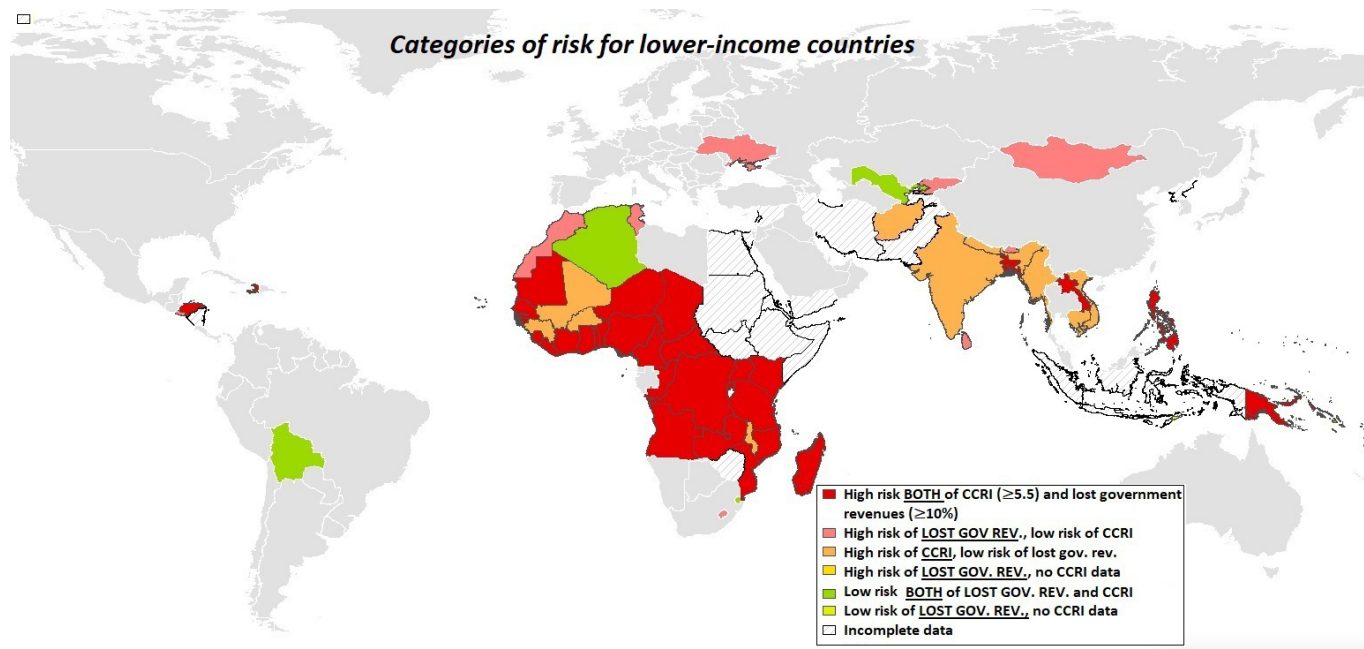 Categories of risk for lower-income countries
High risk BOTH of CCRI (≥5.5) and lost government
revenues (≥10%)
High risk of LOST GOV REV., low risk of CCRI
High risk of CCRI, low risk of lost gov. rev.
High risk of LOST GOV. REV., no CCRI data
Low risk BOTH of LOST GOV. REV. and CCRI
Low risk of LOST GOV. REV., no CCRI data
Incomplete data